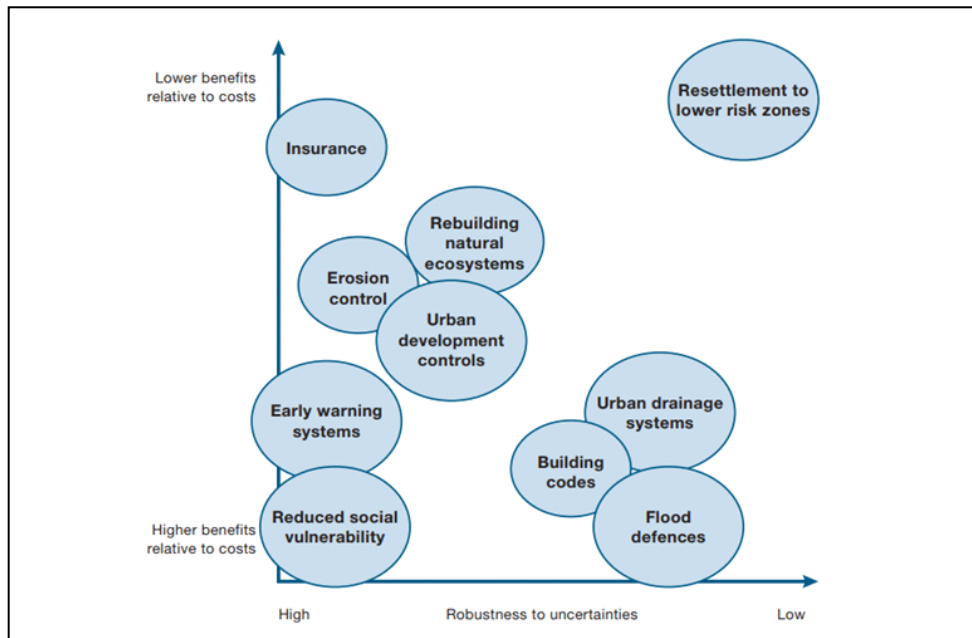 Lower benefits
relative to costs
Resettlement to
lower risk zones
Insurance
Rebuilding
natural
ecosystems
Erosion
control
Urban
development
controls
Early warning
systems
Urban drainage
systems
Building
codes
Reduced social
vulnerability
Flood
defences
Higher benefits
relative to costs
High
Robustness to uncertainties
Low